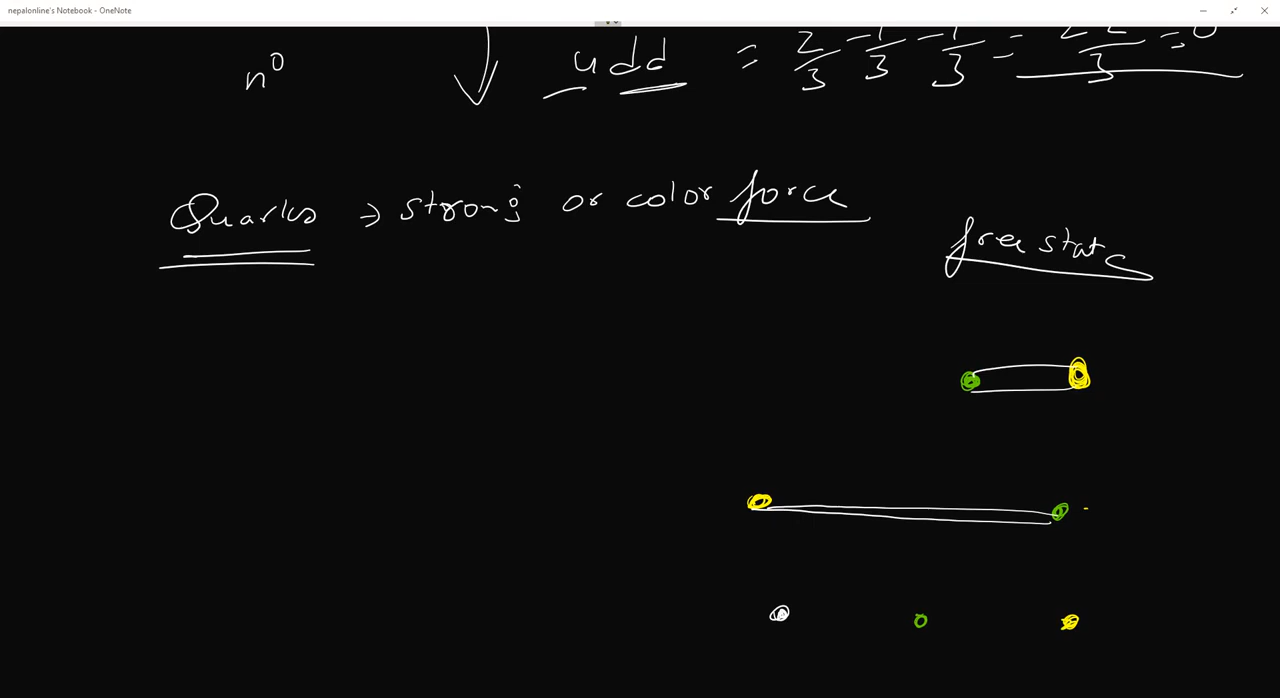 nepalonline's Notebook - OneNote
n⁰ udd = 2/3 -1/3 -1/3 = 2-2/3 = 0
Quarks → strong or color force
free state